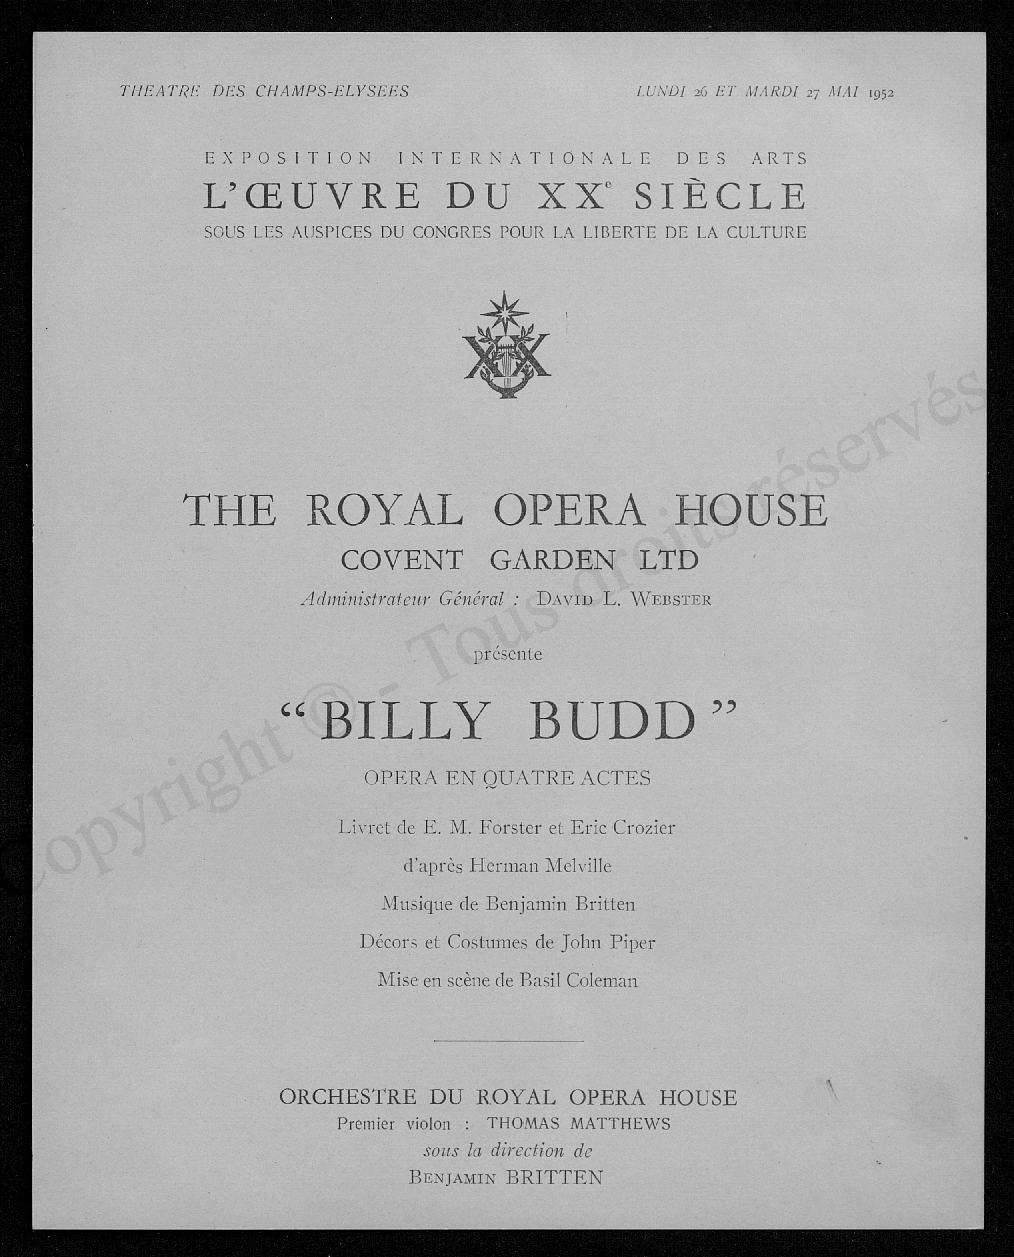 THEATRE DES CHAMPS-ELYSEES
LUNDI 26 ET MARDI 27 MAI 1952
EXPOSITION INTERNATIONALE DES ARTS
L'ŒUVRE DU XXe SIÈCLE
SOUS LES AUSPICES DU CONGRES POUR LA LIBERTE DE LA CULTURE
XX
THE ROYAL OPERA HOUSE
COVENT GARDEN LTD
Administrateur Général : DAVID L. WEBSTER
présente
"BILLY BUDD"
OPERA EN QUATRE ACTES
Livret de E. M. Forster et Eric Crozier
d'après Herman Melville
Musique de Benjamin Britten
Décors et Costumes de John Piper
Mise en scène de Basil Coleman
ORCHESTRE DU ROYAL OPERA HOUSE
Premier violon : THOMAS MATTHEWS
sous la direction de
BENJAMIN BRITTEN
Copyright © - Tous droits réservés